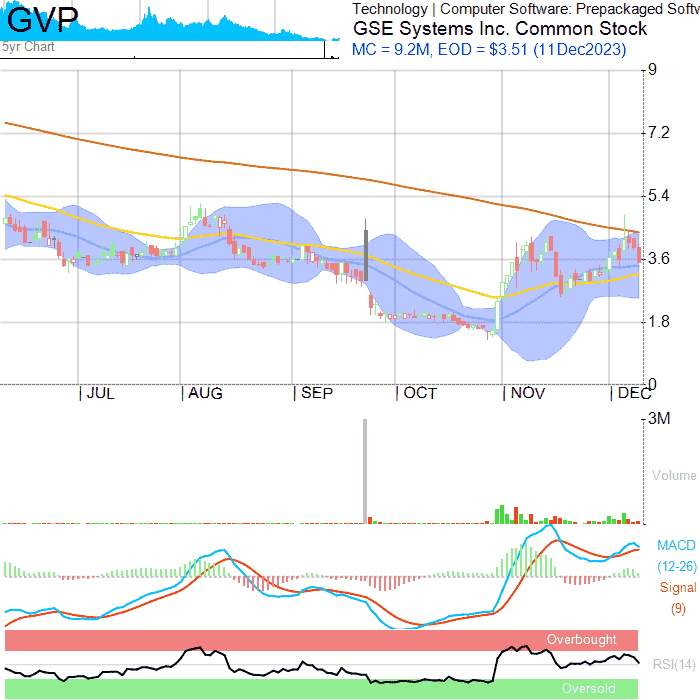 GVP
5yr Chart
Technology | Computer Software: Prepackaged Softw
GSE Systems Inc. Common Stock
MC = 9.2M, EOD = $3.51 (11Dec2023)
9
7.2
5.4
3.6
1.8
0
JUL AUG SEP OCT NOV DEC
3M
Volume
MACD
(12-26)
Signal
(9)
Overbought
RSI(14)
Oversold